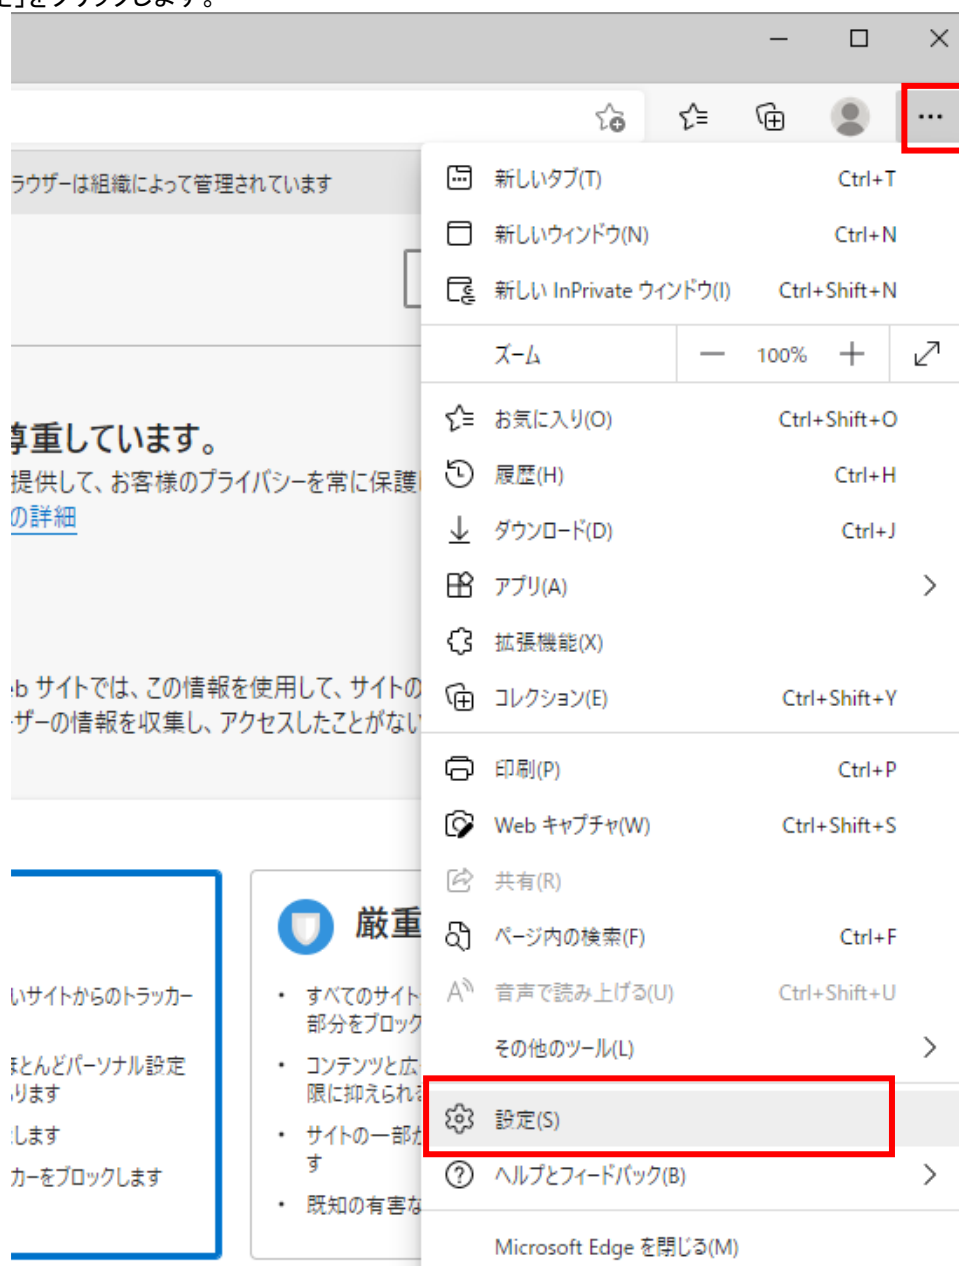 定」をクリックします。
ラウザーは組織によって管理されています
新しいタブ(T) Ctrl+T
新しいウィンドウ(N) Ctrl+N
新しい InPrivate ウィンドウ(I) Ctrl+Shift+N
ズーム — 100% +
お気に入り(O) Ctrl+Shift+O
履歴(H) Ctrl+H
ダウンロード(D) Ctrl+J
アプリ(A)
拡張機能(X)
コレクション(E) Ctrl+Shift+Y
印刷(P) Ctrl+P
Web キャプチャ(W) Ctrl+Shift+S
共有(R)
ページ内の検索(F) Ctrl+F
音声で読み上げる(U) Ctrl+Shift+U
その他のツール(L)
設定(S)
ヘルプとフィードバック(B)
Microsoft Edge を閉じる(M)
尊重しています。
提供して、お客様のプライバシーを常に保護
の詳細
eb サイトでは、この情報を使用して、サイトの
ーザーの情報を収集し、アクセスしたことがない
いサイトからのトラッカー
ほとんどパーソナル設定
ります
します
カーをブロックします
厳重
• すべてのサイト
部分をブロック
• コンテンツと広
限に抑えられる
• サイトの一部が
す
• 既知の有害な